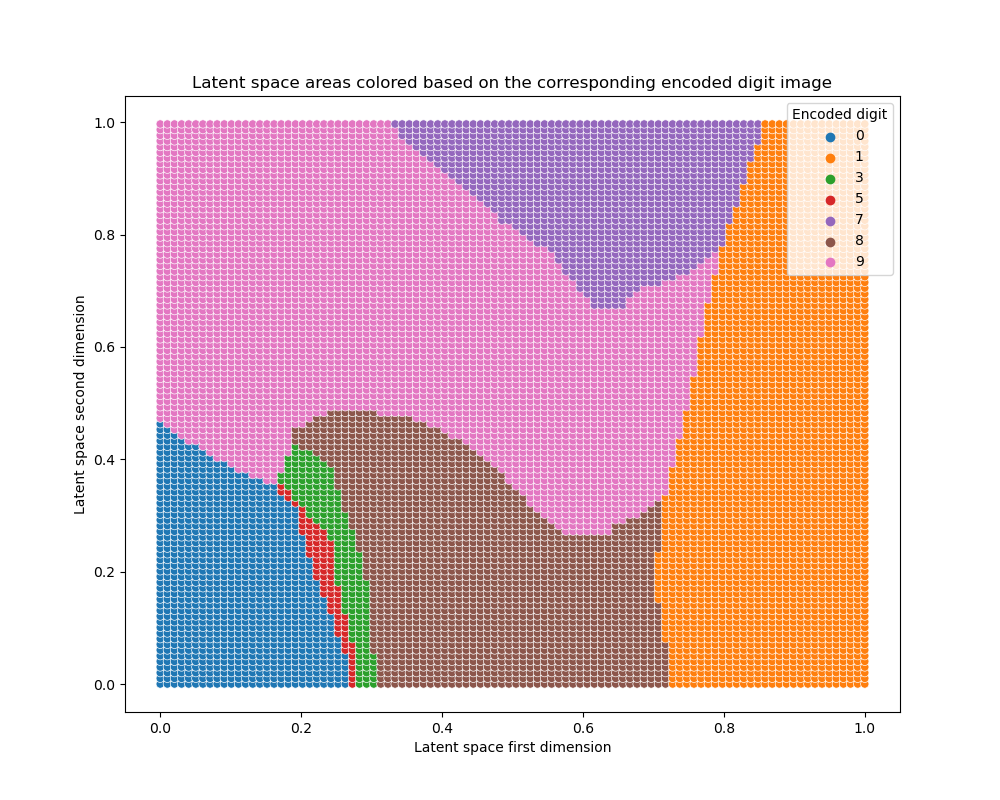 Latent space areas colored based on the corresponding encoded digit image
Encoded digit
0
1
3
5
7
8
9
1.0
0.8
0.6
0.4
0.2
0.0
Latent space second dimension
0.0 0.2 0.4 0.6 0.8 1.0
Latent space first dimension